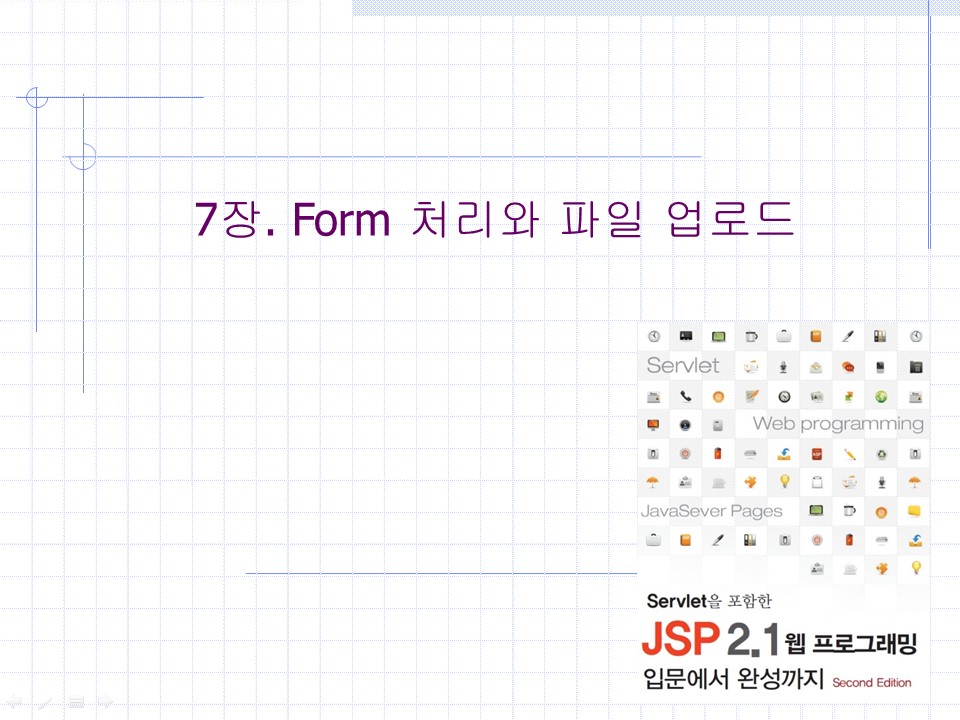 7장. Form 처리와 파일 업로드
Servlet
Web programming
JavaSever Pages
Servlet을 포함한
JSP 2.1 웹 프로그래밍
입문에서 완성까지 Second Edition